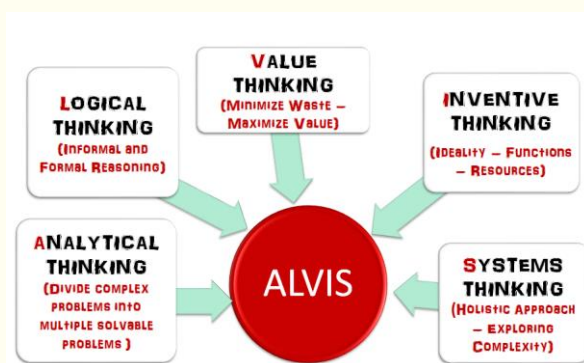 ANALYTICAL
THINKING
(DIVIDE COMPLEX
PROBLEMS INTO
MULTIPLE SOLVABLE
PROBLEMS )
LOGICAL
THINKING
(INFORMAL AND
FORMAL REASONING)
VALUE
THINKING
(MINIMIZE WASTE –
MAXIMIZE VALUE)
INVENTIVE
THINKING
(IDEALITY – FUNCTIONS
– RESOURCES)
SYSTEMS
THINKING
(HOLISTIC APPROACH
– EXPLORING
COMPLEXITY)
ALVIS